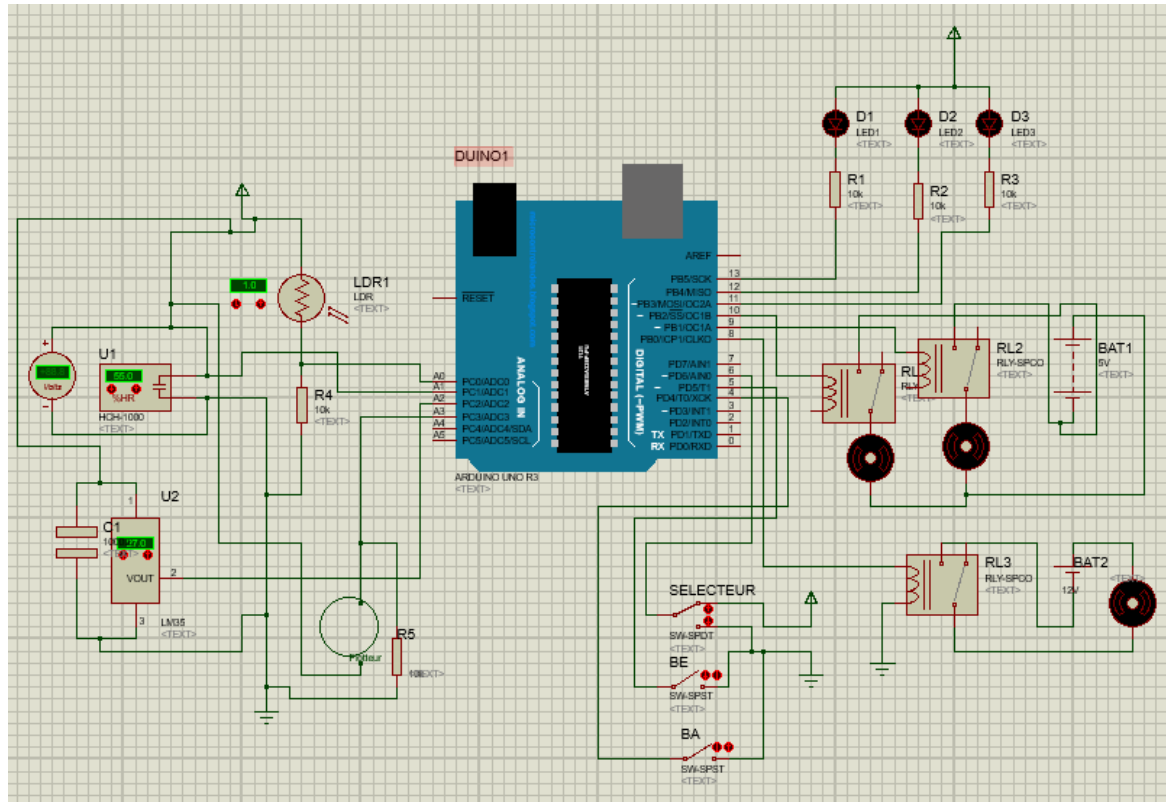 D1
LED1
<TEXT>
D2
LED2
<TEXT>
D3
LED3
<TEXT>
R1
10k
<TEXT>
R2
10k
<TEXT>
R3
10k
<TEXT>
DUINO1
AREF
RESET
PB5/SCK 13
PB4/MISO 12
PB3/MOSI/OC2A 11
PB2/SS/OC1B 10
PB1/OC1A 9
PB0/ICP1/CLKO 8
PD7/AIN1 7
PD6/AIN0 6
PD5/T1 5
PD4/T0/XCK 4
PD3/INT1 3
PD2/INT0 2
TX PD1/TXD 1
RX PD0/RXD 0
DIGITAL (~PWM)
ANALOG IN
A0 PC0/ADC0
A1 PC1/ADC1
A2 PC2/ADC2
A3 PC3/ADC3
A4 PC4/ADC4/SDA
A5 PC5/ADC5/SCL
ARDUINO UNO R3
<TEXT>
1.0
LDR1
LDR
<TEXT>
+
Volts
-
U1
55.0
%HR
HCH-1000
<TEXT>
R4
10k
<TEXT>
C1
U2
1
27.0
VOUT
2
3
LM35
<TEXT>
R5
RL2
RLY-SPCO
<TEXT>
BAT1
5V
<TEXT>
RL3
RLY-SPCO
<TEXT>
BAT2
12V
<TEXT>
SELECTEUR
SW-SPDT
<TEXT>
BE
SW-SPST
<TEXT>
BA
SW-SPST
<TEXT>